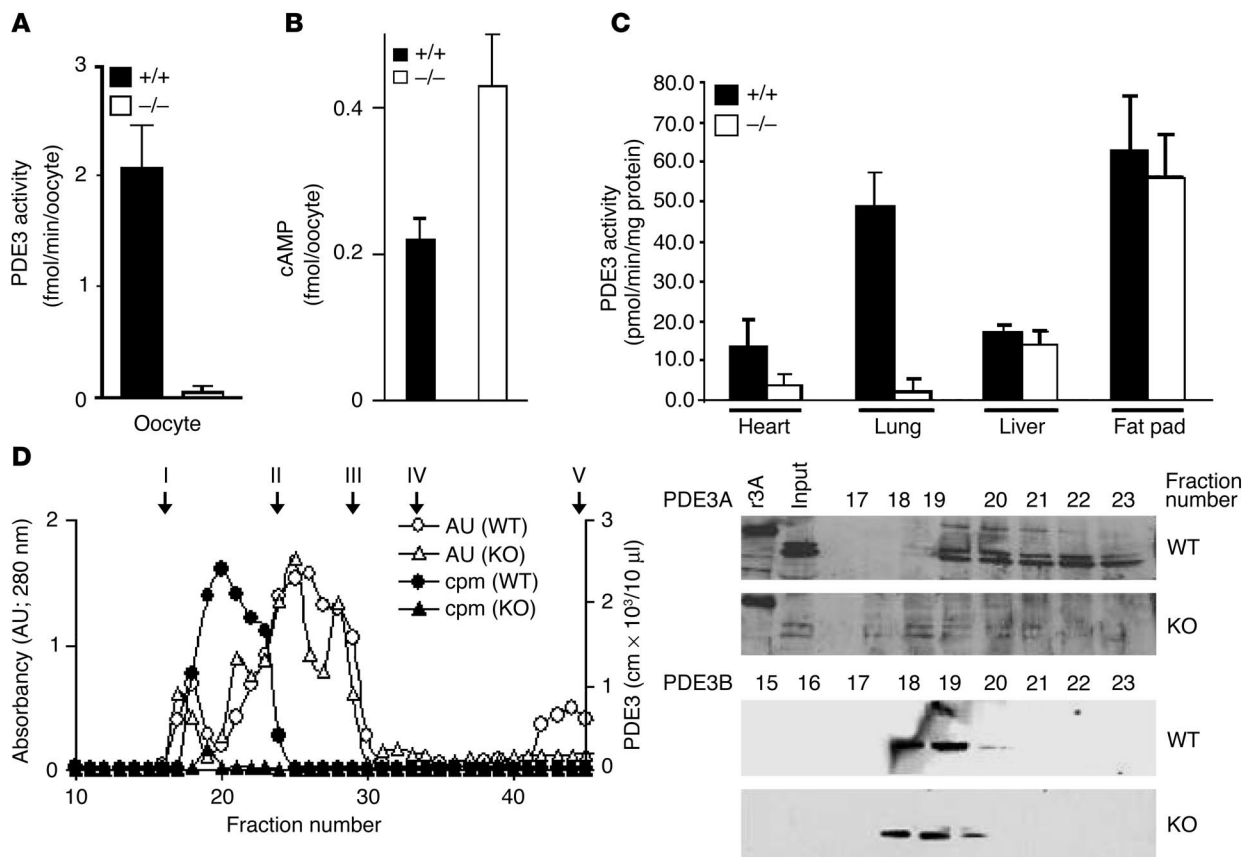 A
PDE3 activity
(fmol/min/oocyte)
3
2
1
0
+/+
–/–
Oocyte
B
cAMP
(fmol/oocyte)
0.4
0.2
0
+/+
–/–
C
PDE3 activity
(pmol/min/mg protein)
80.0
70.0
60.0
50.0
40.0
30.0
20.0
10.0
0.0
+/+
–/–
Heart Lung Liver Fat pad
D
I II III IV V
Absorbancy (AU; 280 nm)
2
1
0
AU (WT)
AU (KO)
cpm (WT)
cpm (KO)
3
2
1
0
PDE3 (cm × 10³/10 µl)
10 20 30 40
Fraction number
PDE3A r3A Input 17 18 19 20 21 22 23 Fraction number
WT
KO
PDE3B 15 16 17 18 19 20 21 22 23
WT
KO